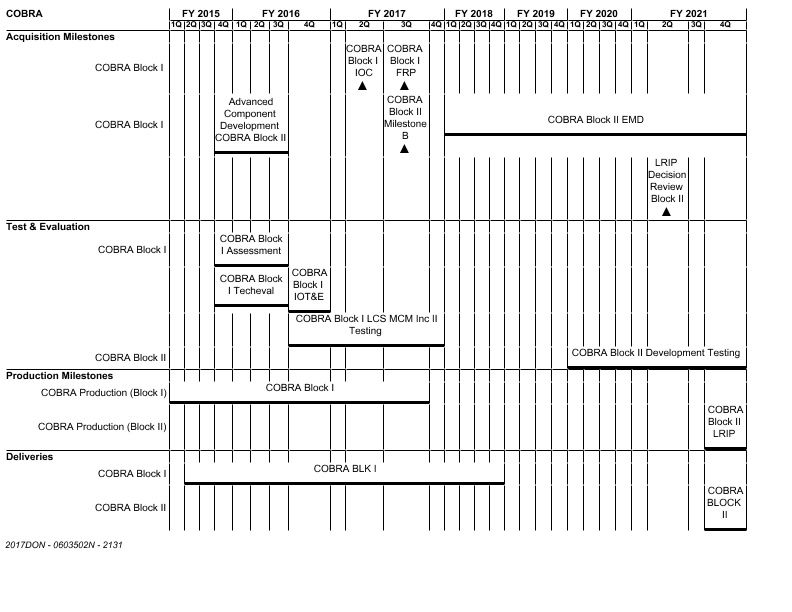 COBRA FY 2015 FY 2016 FY 2017 FY 2018 FY 2019 FY 2020 FY 2021
1Q 2Q 3Q 4Q 1Q 2Q 4Q 1Q 2Q 3Q 4Q 1Q 2Q 3Q 4Q 1Q 2Q 3Q 4Q 1Q 2Q 3Q 4Q 1Q 2Q 3Q 4Q
Acquisition Milestones
COBRA Block I
COBRA
Block I
IOC
COBRA
Block I
FRP
COBRA Block I
Advanced
Component
Development
COBRA Block II
COBRA
Block II
Milestone
B
COBRA Block II EMD
LRIP
Decision
Review
Block II
Test & Evaluation
COBRA Block I
COBRA Block
I Assessment
COBRA Block
I Techeval
COBRA
Block I
IOT&E
COBRA Block I LCS MCM Inc II
Testing
COBRA Block II
COBRA Block II Development Testing
Production Milestones
COBRA Production (Block I)
COBRA Block I
COBRA Production (Block II)
COBRA
Block II
LRIP
Deliveries
COBRA Block I
COBRA BLK I
COBRA Block II
COBRA
BLOCK
II
2017DON - 0603502N - 2131